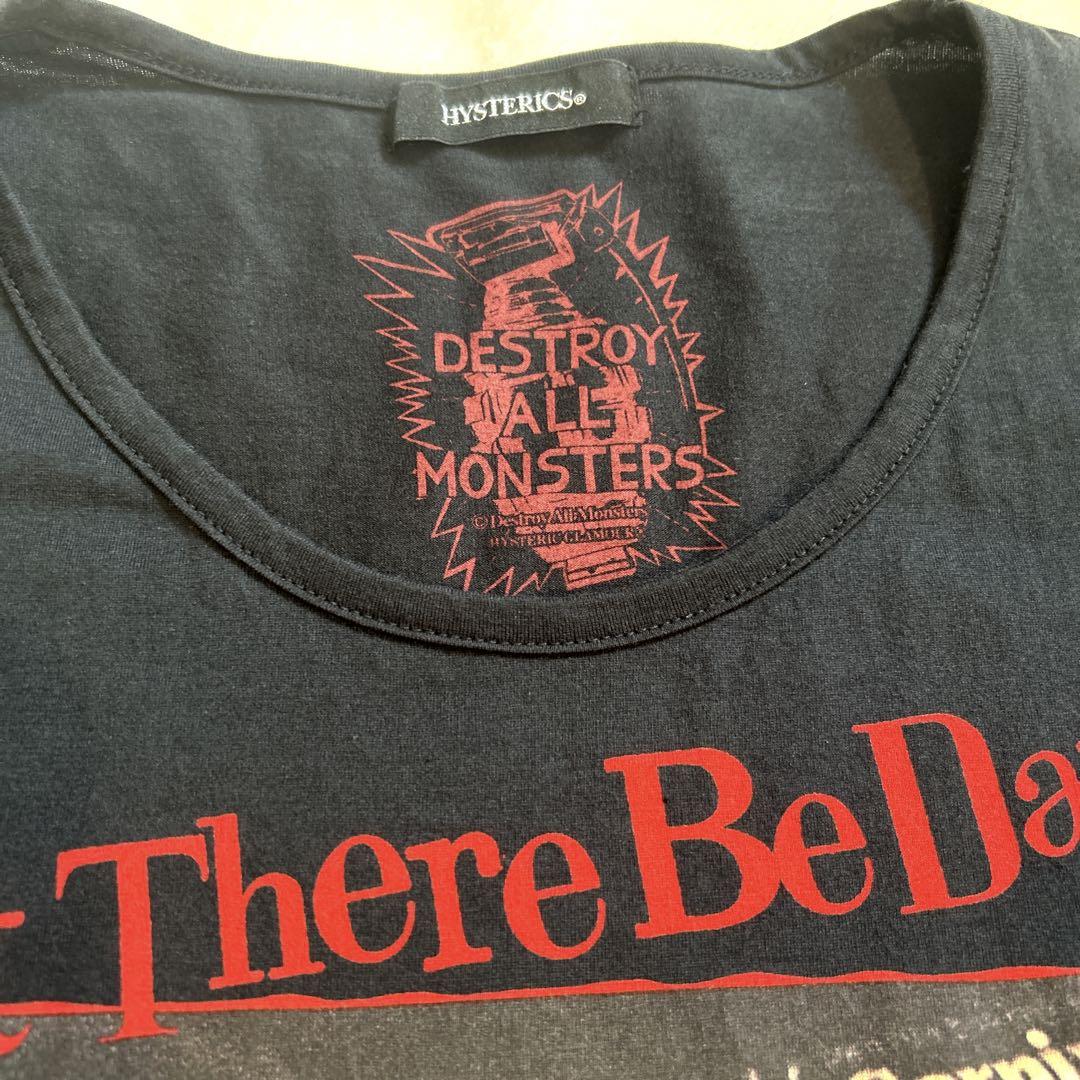 HYSTERICS®
DESTROY
ALL
MONSTERS
© Destroy All Monsters
HYSTERIC GLAMOUR
There Be Da